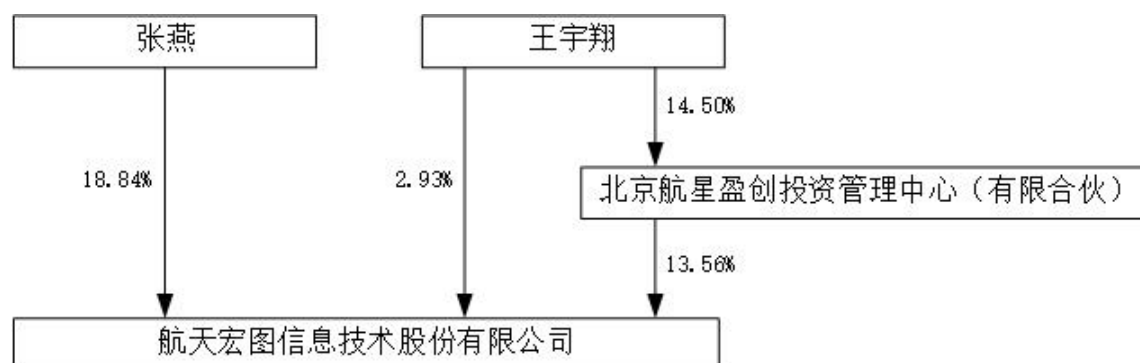 张燕
王宇翔
14.50%
18.84%
2.93%
北京航星盈创投资管理中心（有限合伙）
13.56%
航天宏图信息技术股份有限公司